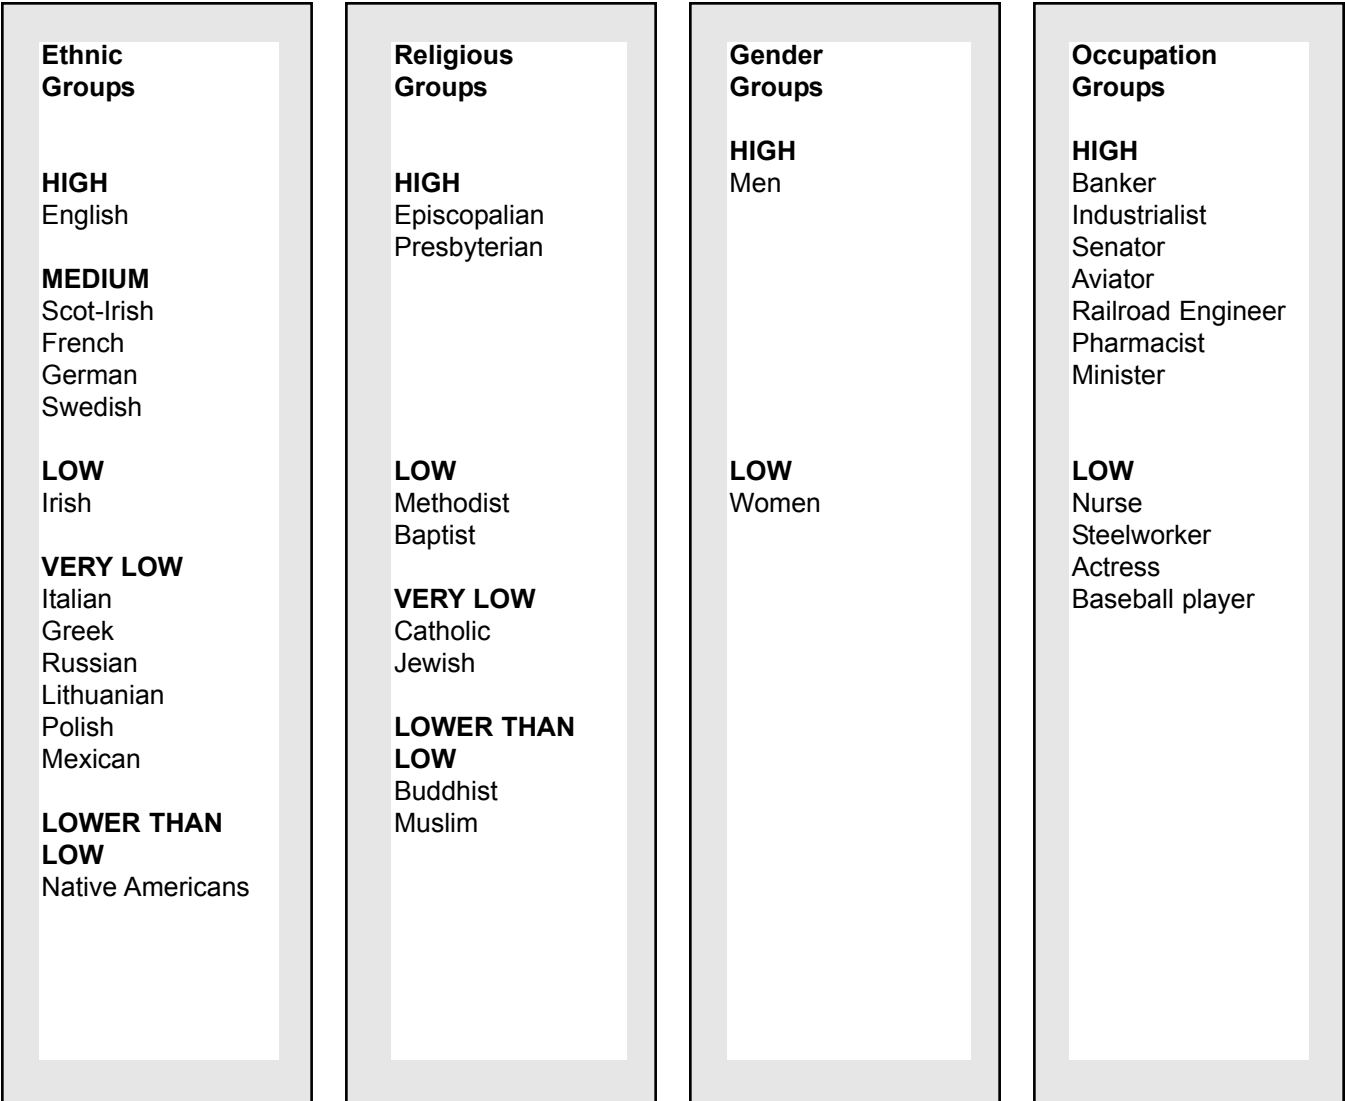 Ethnic
Groups
HIGH
English
MEDIUM
Scot-Irish
French
German
Swedish
LOW
Irish
VERY LOW
Italian
Greek
Russian
Lithuanian
Polish
Mexican
LOWER THAN
LOW
Native Americans
Religious
Groups
HIGH
Episcopalian
Presbyterian
LOW
Methodist
Baptist
VERY LOW
Catholic
Jewish
LOWER THAN
LOW
Buddhist
Muslim
Gender
Groups
HIGH
Men
LOW
Women
Occupation
Groups
HIGH
Banker
Industrialist
Senator
Aviator
Railroad Engineer
Pharmacist
Minister
LOW
Nurse
Steelworker
Actress
Baseball player